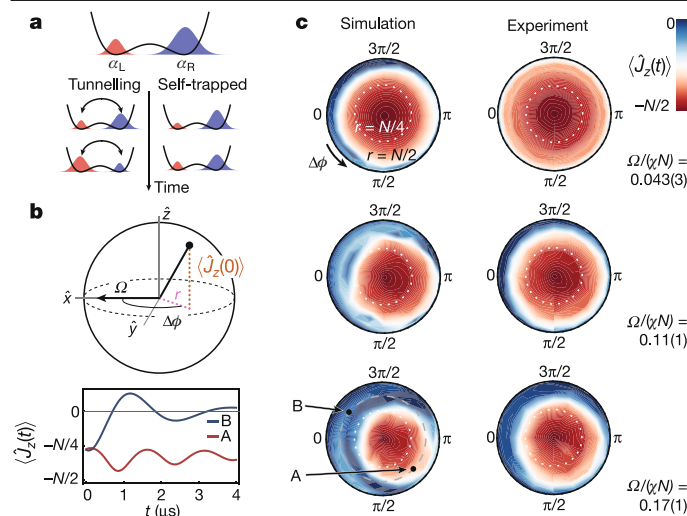 a
α_L
α_R
Tunnelling
Self-trapped
Time
b
ẑ
⟨Ĵ_z(0)⟩
Ω
x̂
r
ŷ
Δϕ
⟨Ĵ_z(t)⟩
0
−N/4
−N/2
B
A
0 1 2 3 4
t (us)
c
Simulation
Experiment
0
⟨Ĵ_z(t)⟩
−N/2
3π/2
3π/2
0
r = N/4
π
Δϕ
r = N/2
π/2
π/2
Ω/(χN) =
0.043(3)
3π/2
3π/2
0
0
π
π/2
π/2
Ω/(χN) =
0.11(1)
3π/2
3π/2
B
0
0
π
A
π/2
π/2
Ω/(χN) =
0.17(1)